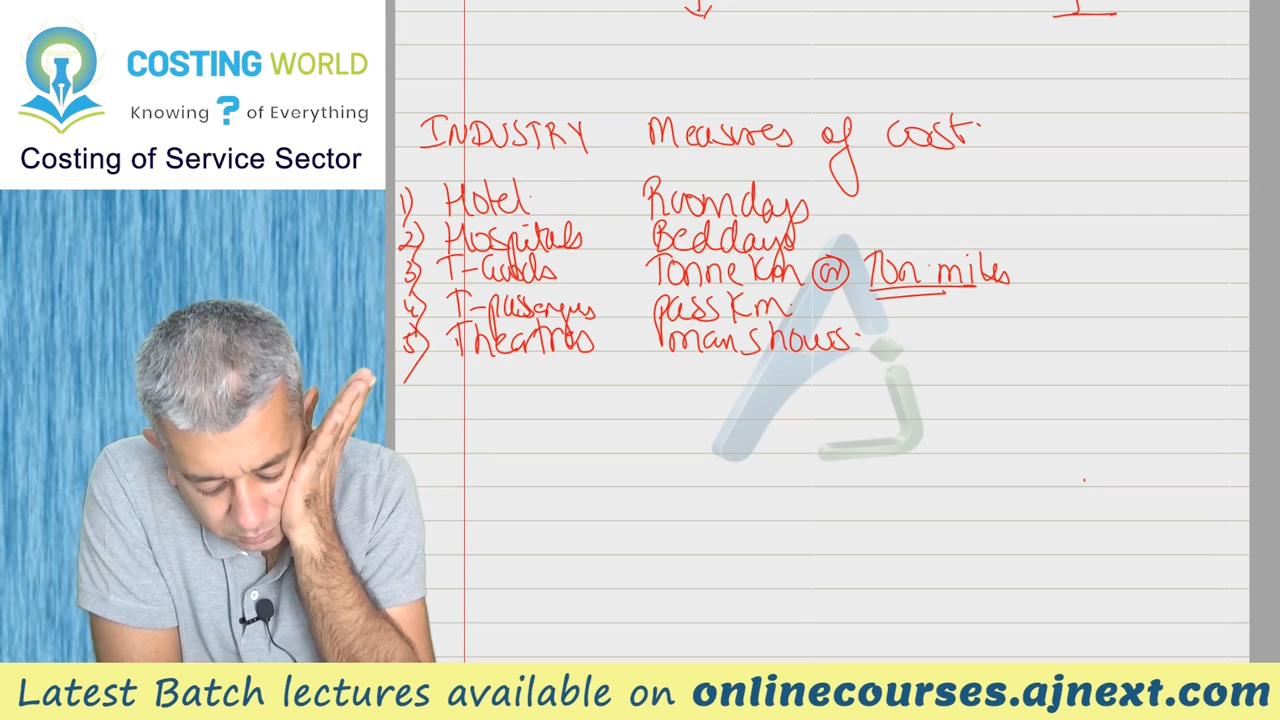 COSTING WORLD
Knowing ? of Everything
Costing of Service Sector
INDUSTRY Measures of cost
1) Hotel Roomdays
2) Hospitals Beddays
3) T-Goods Tonne Km or Ton.miles
4) T-passengers pass Km
5) Theatres manshows
Latest Batch lectures available on onlinecourses.ajnext.com